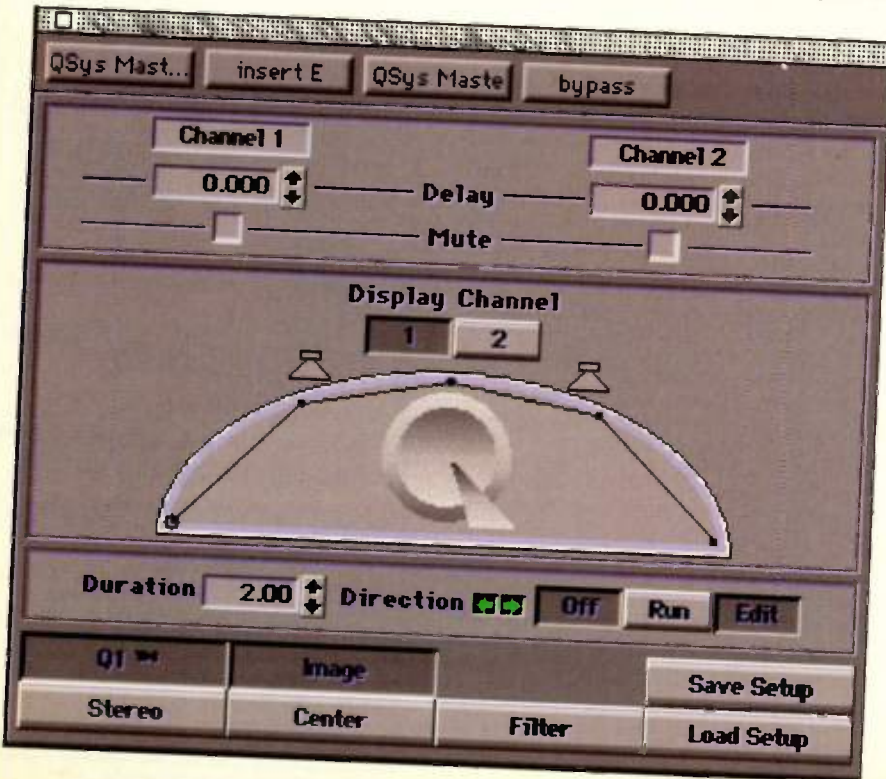 QSys Mast... insert E QSys Maste bypass
Channel 1 Channel 2
0.000 Delay 0.000
Mute
Display Channel
1 2
Duration 2.00 Direction Off Run Edit
Q1 Image Save Setup
Stereo Center Filter Load Setup